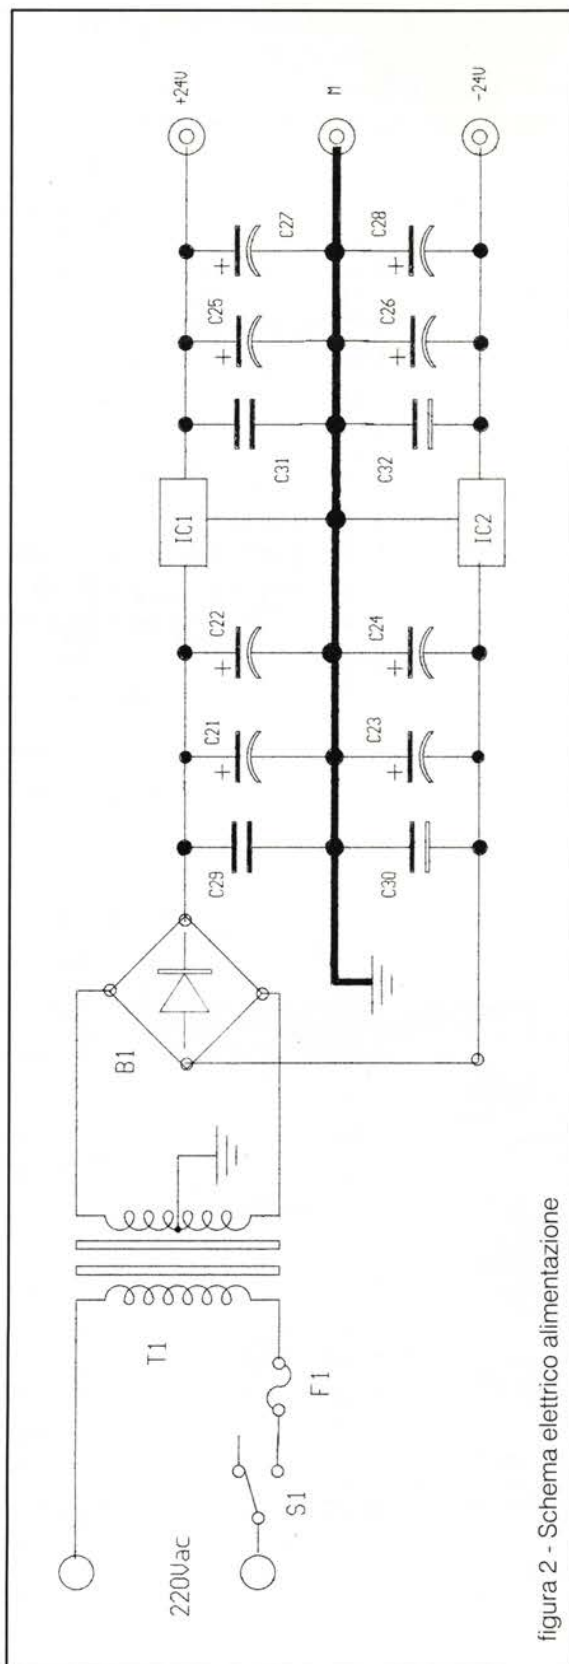 220Vac
S1
F1
T1
B1
C29
C21
C22
IC1
C31
C25
C27
+24V
M
C30
C23
C24
IC2
C32
C26
C28
-24V
+
+
+
+
+
+
+
+
figura 2 - Schema elettrico alimentazione